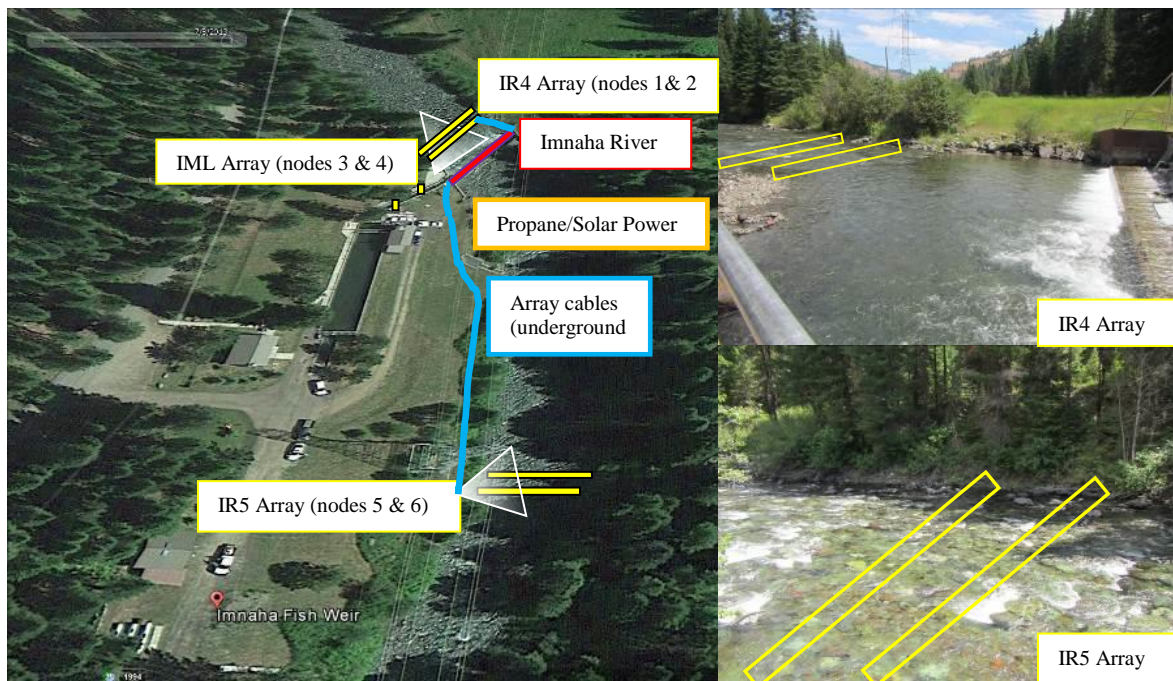 IR4 Array (nodes 1& 2
Imnaha River
IML Array (nodes 3 & 4)
Propane/Solar Power
Array cables
(underground
IR5 Array (nodes 5 & 6)
Imnaha Fish Weir
1994
IR4 Array
IR5 Array